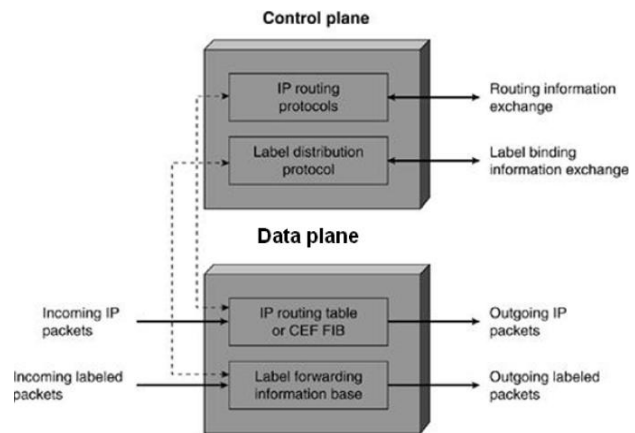 Control plane
IP routing
protocols
Routing information
exchange
Label distribution
protocol
Label binding
information exchange
Data plane
Incoming IP
packets
IP routing table
or CEF FIB
Outgoing IP
packets
Incoming labeled
packets
Label forwarding
information base
Outgoing labeled
packets